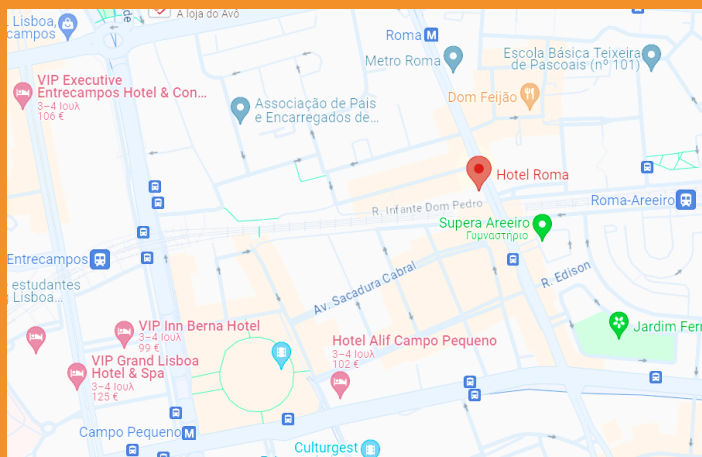 A loja do Avô
de
Lisboa,
campos
Roma M
Metro Roma
Escola Básica Teixeira
de Pascoais (nº 101)
VIP Executive
Entrecampos Hotel & Con...
3–4 Ιουλ
106 €
Dom Feijão
Associação de Pais
e Encarregados de...
Hotel Roma
Roma-Areeiro
R. Infante Dom Pedro
Supera Areeiro
Γυμναστήριο
Entrecampos
R. Edison
Av. Sacadura Cabral
e estudantes
Lisboa...
VIP Inn Berna Hotel
3–4 Ιουλ
99 €
Jardim Ferr
Hotel Alif Campo Pequeno
3–4 Ιουλ
102 €
VIP Grand Lisboa
Hotel & Spa
3–4 Ιουλ
125 €
Campo Pequeno M
Culturgest